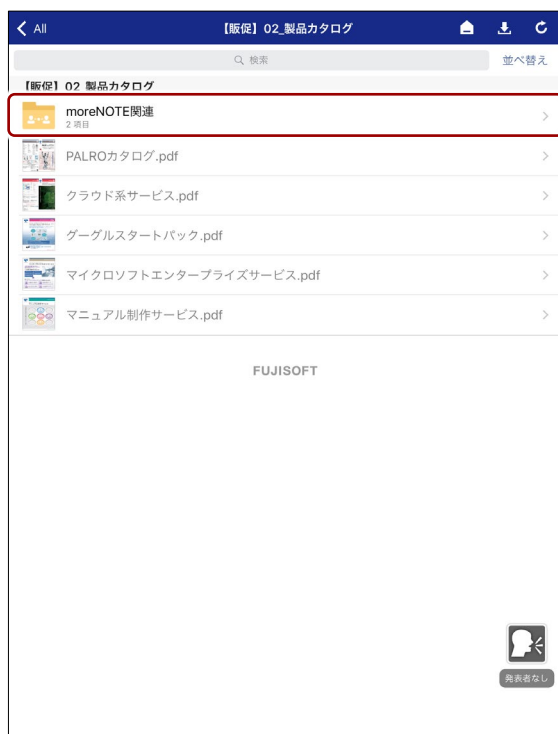 All
【販促】02_製品カタログ
検索
並べ替え
【販促】02_製品カタログ
moreNOTE関連
2 項目
PALROカタログ.pdf
クラウド系サービス.pdf
グーグルスタートパック.pdf
マイクロソフトエンタープライズサービス.pdf
マニュアル制作サービス.pdf
FUJISOFT
発表者なし